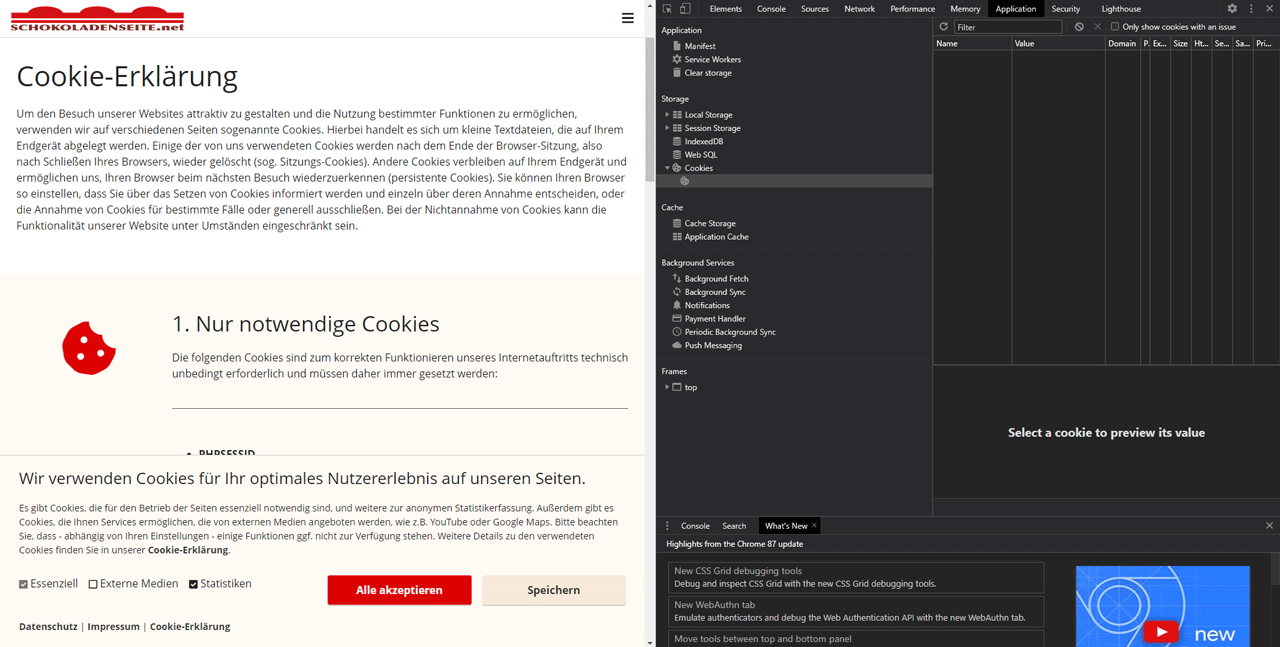 SCHOKOLADENSEITE.net
Cookie-Erklärung
Um den Besuch unserer Websites attraktiv zu gestalten und die Nutzung bestimmter Funktionen zu ermöglichen,
verwenden wir auf verschiedenen Seiten sogenannte Cookies. Hierbei handelt es sich um kleine Textdateien, die auf Ihrem
Endgerät abgelegt werden. Einige der von uns verwendeten Cookies werden nach dem Ende der Browser-Sitzung, also
nach Schließen Ihres Browsers, wieder gelöscht (sog. Sitzungs-Cookies). Andere Cookies verbleiben auf Ihrem Endgerät und
ermöglichen uns, Ihren Browser beim nächsten Besuch wiederzuerkennen (persistente Cookies). Sie können Ihren Browser
so einstellen, dass Sie über das Setzen von Cookies informiert werden und einzeln über deren Annahme entscheiden, oder
die Annahme von Cookies für bestimmte Fälle oder generell ausschließen. Bei der Nichtannahme von Cookies kann die
Funktionalität unserer Website unter Umständen eingeschränkt sein.
1. Nur notwendige Cookies
Die folgenden Cookies sind zum korrekten Funktionieren unseres Internetauftritts technisch
unbedingt erforderlich und müssen daher immer gesetzt werden:
• PHPSESSID
Wir verwenden Cookies für Ihr optimales Nutzererlebnis auf unseren Seiten.
Es gibt Cookies, die für den Betrieb der Seiten essenziell notwendig sind, und weitere zur anonymen Statistikerfassung. Außerdem gibt es
Cookies, die Ihnen Services ermöglichen, die von externen Medien angeboten werden, wie z.B. YouTube oder Google Maps. Bitte beachten
Sie, dass - abhängig von Ihren Einstellungen - einige Funktionen ggf. nicht zur Verfügung stehen. Weitere Details zu den verwendeten
Cookies finden Sie in unserer Cookie-Erklärung.
Essenziell Externe Medien Statistiken
Alle akzeptieren Speichern
Datenschutz | Impressum | Cookie-Erklärung
Elements Console Sources Network Performance Memory Application Security Lighthouse
Application
Manifest
Service Workers
Clear storage
Storage
Local Storage
Session Storage
IndexedDB
Web SQL
Cookies
Cache
Cache Storage
Application Cache
Background Services
Background Fetch
Background Sync
Notifications
Payment Handler
Periodic Background Sync
Push Messaging
Frames
top
Filter Only show cookies with an issue
Name Value Domain P. Ex... Size Ht... Se... Sa... Pri...
Select a cookie to preview its value
Console Search What's New ×
Highlights from the Chrome 87 update
New CSS Grid debugging tools
Debug and inspect CSS Grid with the new CSS Grid debugging tools.
New WebAuthn tab
Emulate authenticators and debug the Web Authentication API with the new WebAuthn tab.
Move tools between top and bottom panel
new